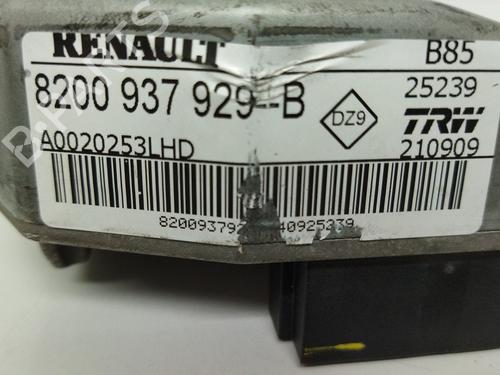 RENAULT B85
8200 937 929--B 25239
DZ9 TRW
A0020253LHD 210909